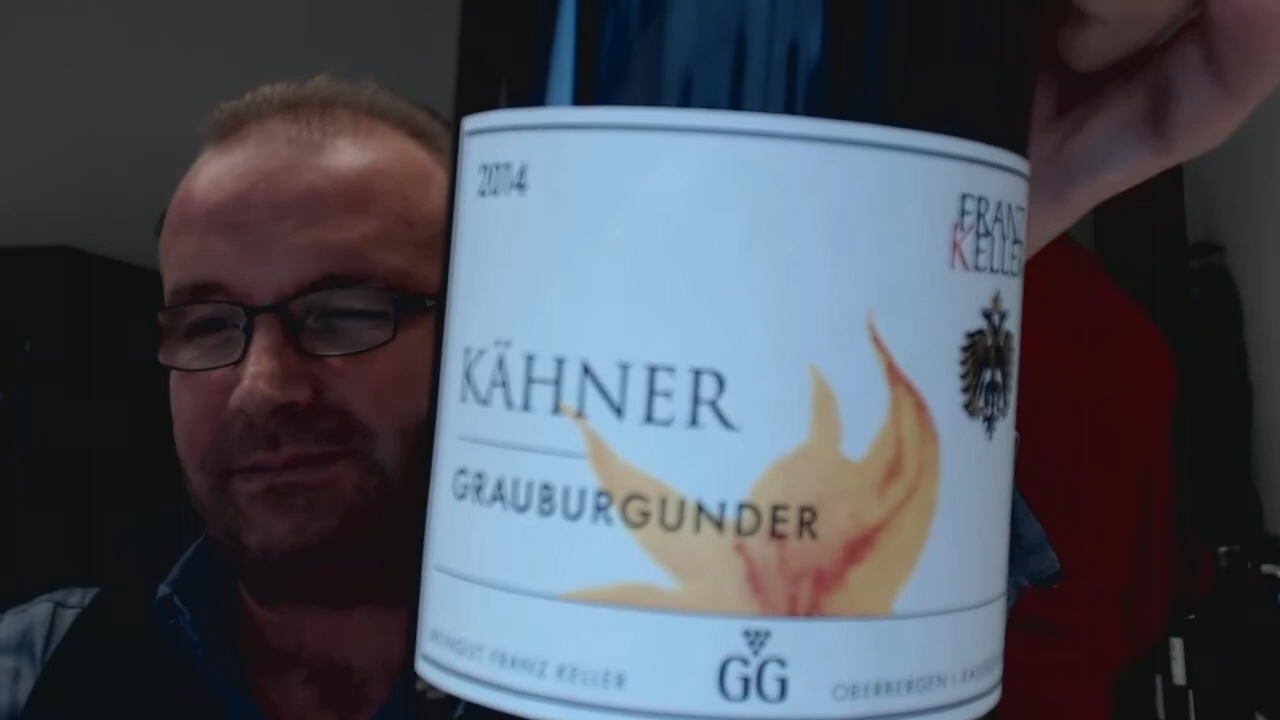 2014
FRANZ
KELLER
KÄHNER
GRAUBURGUNDER
WEINGUT FRANZ KELLER
GG
OBERBERGEN